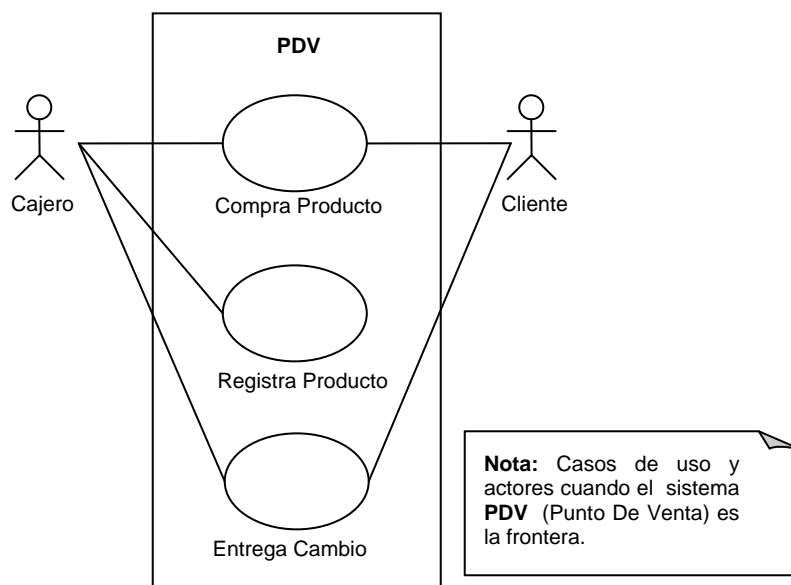 PDV
Cajero
Compra Producto
Cliente
Registra Producto
Entrega Cambio
Nota: Casos de uso y
actores cuando el sistema
PDV (Punto De Venta) es
la frontera.